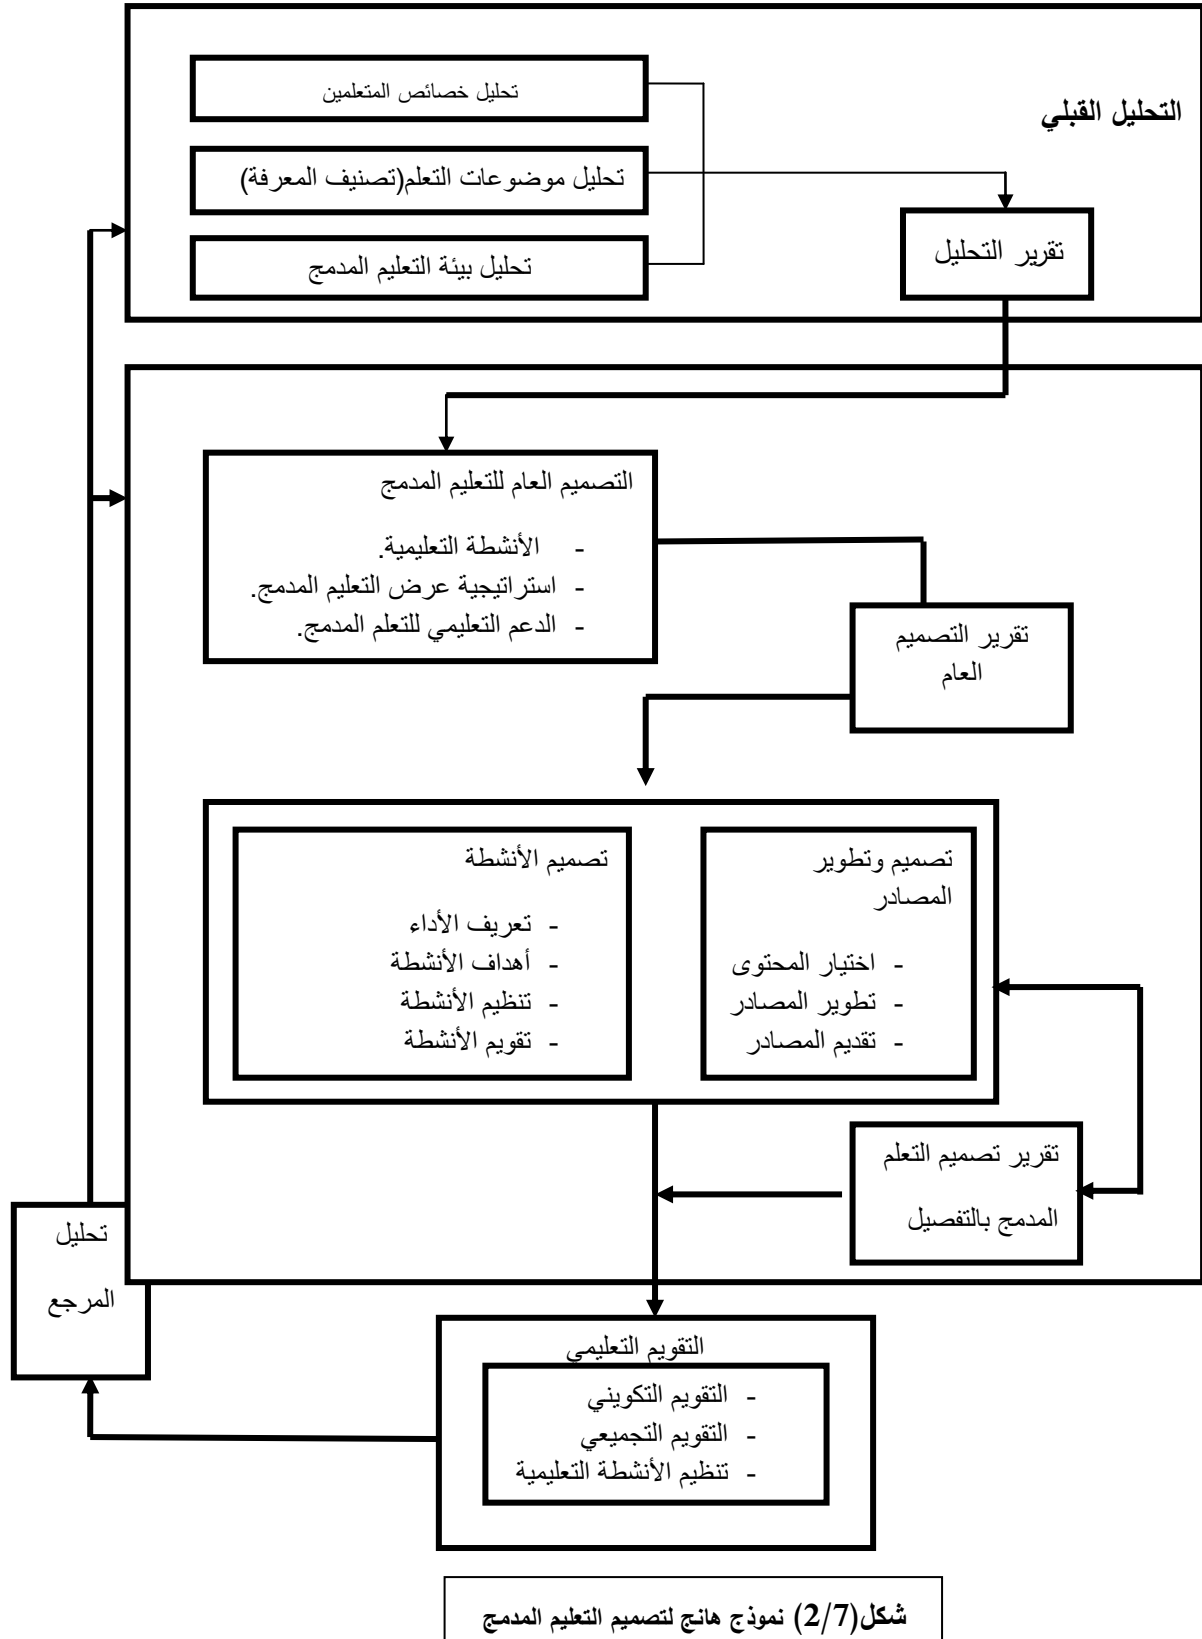 تحليل خصائص المتعلمين
التحليل القبلي
تحليل موضوعات التعلم(تصنيف المعرفة)
تحليل بيئة التعليم المدمج
تقرير التحليل
التصميم العام للتعليم المدمج
- الأنشطة التعليمية.
- استراتيجية عرض التعليم المدمج.
- الدعم التعليمي للتعلم المدمج.
تقرير التصميم
العام
تصميم وتطوير
المصادر
- اختيار المحتوى
- تطوير المصادر
- تقديم المصادر
تصميم الأنشطة
- تعريف الأداء
- أهداف الأنشطة
- تنظيم الأنشطة
- تقويم الأنشطة
تقرير تصميم التعلم
المدمج بالتفصيل
تحليل
المرجع
التقويم التعليمي
- التقويم التكويني
- التقويم التجميعي
- تنظيم الأنشطة التعليمية
شكل(2/7) نموذج هانج لتصميم التعليم المدمج